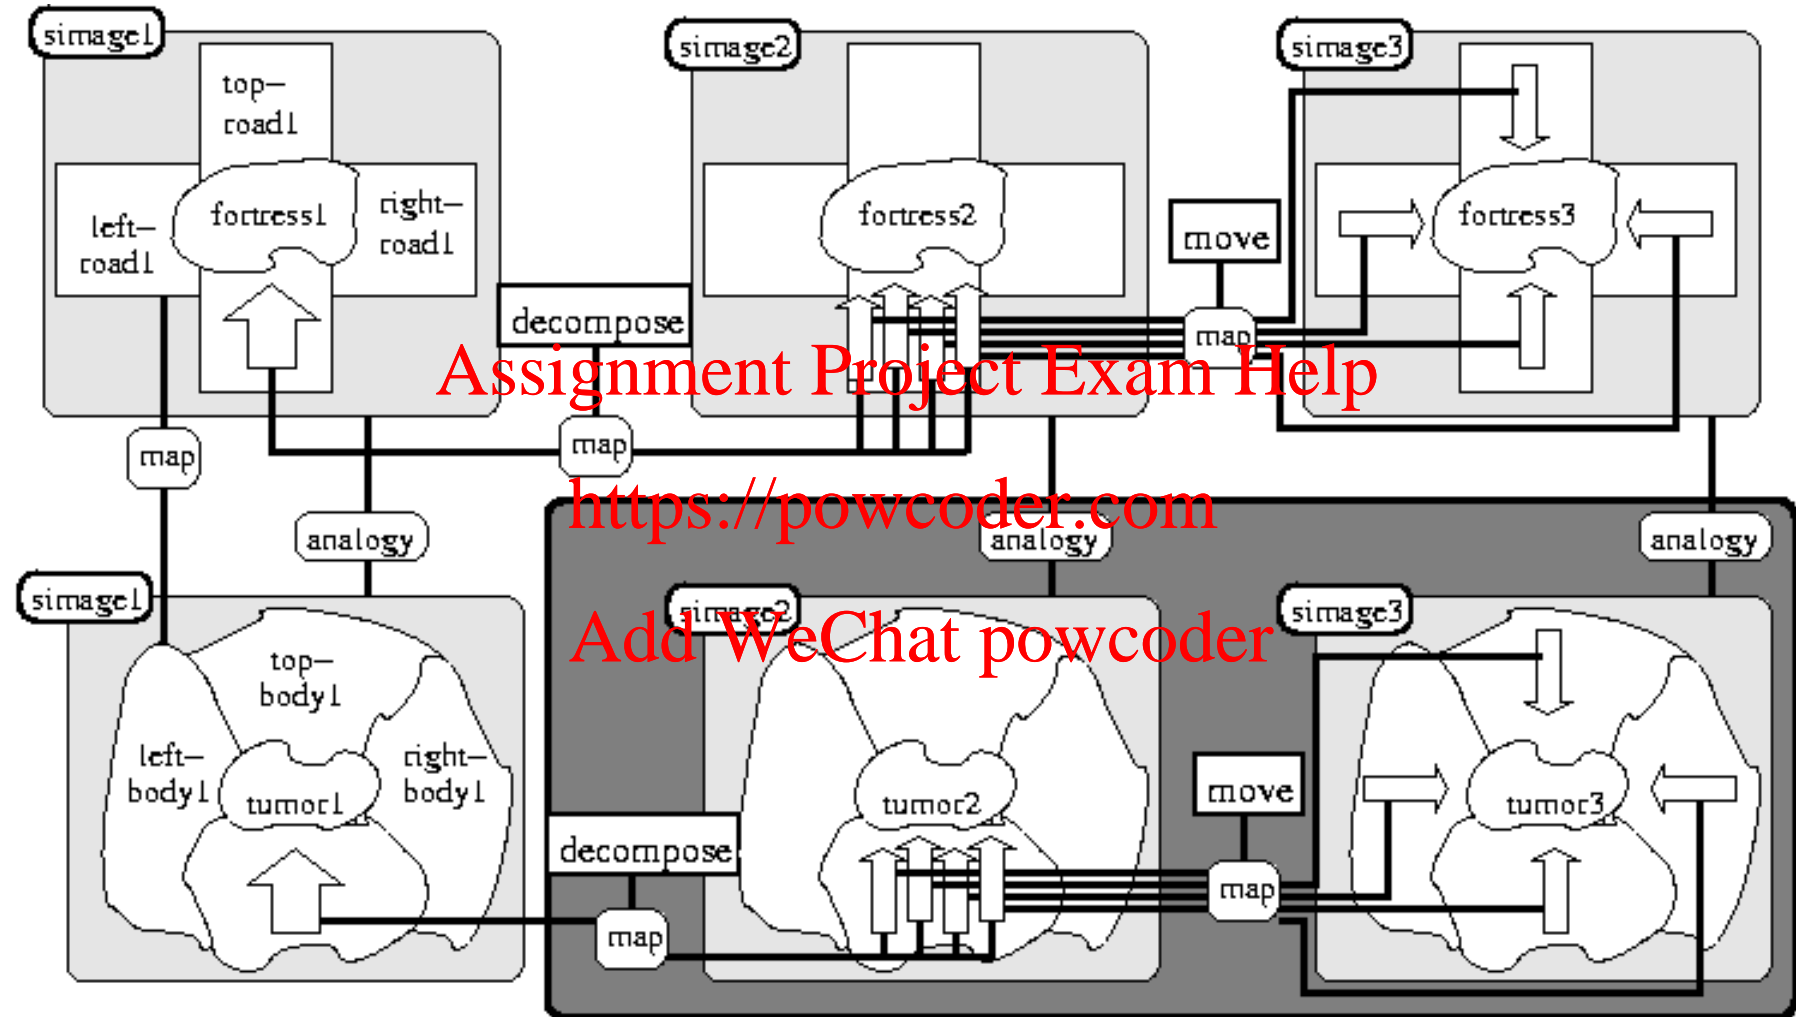 simage1
simage2
simage3
top-
road1
left-
road1
fortress1
right-
road1
fortress2
fortress3
move
decompose
map
Assignment Project Exam Help
map
map
https://powcoder.com
analogy
analogy
analogy
simage1
simage2
simage3
Add WeChat powcoder
top-
body1
left-
body1
tumor1
right-
body1
tumor2
tumor3
move
decompose
map
map